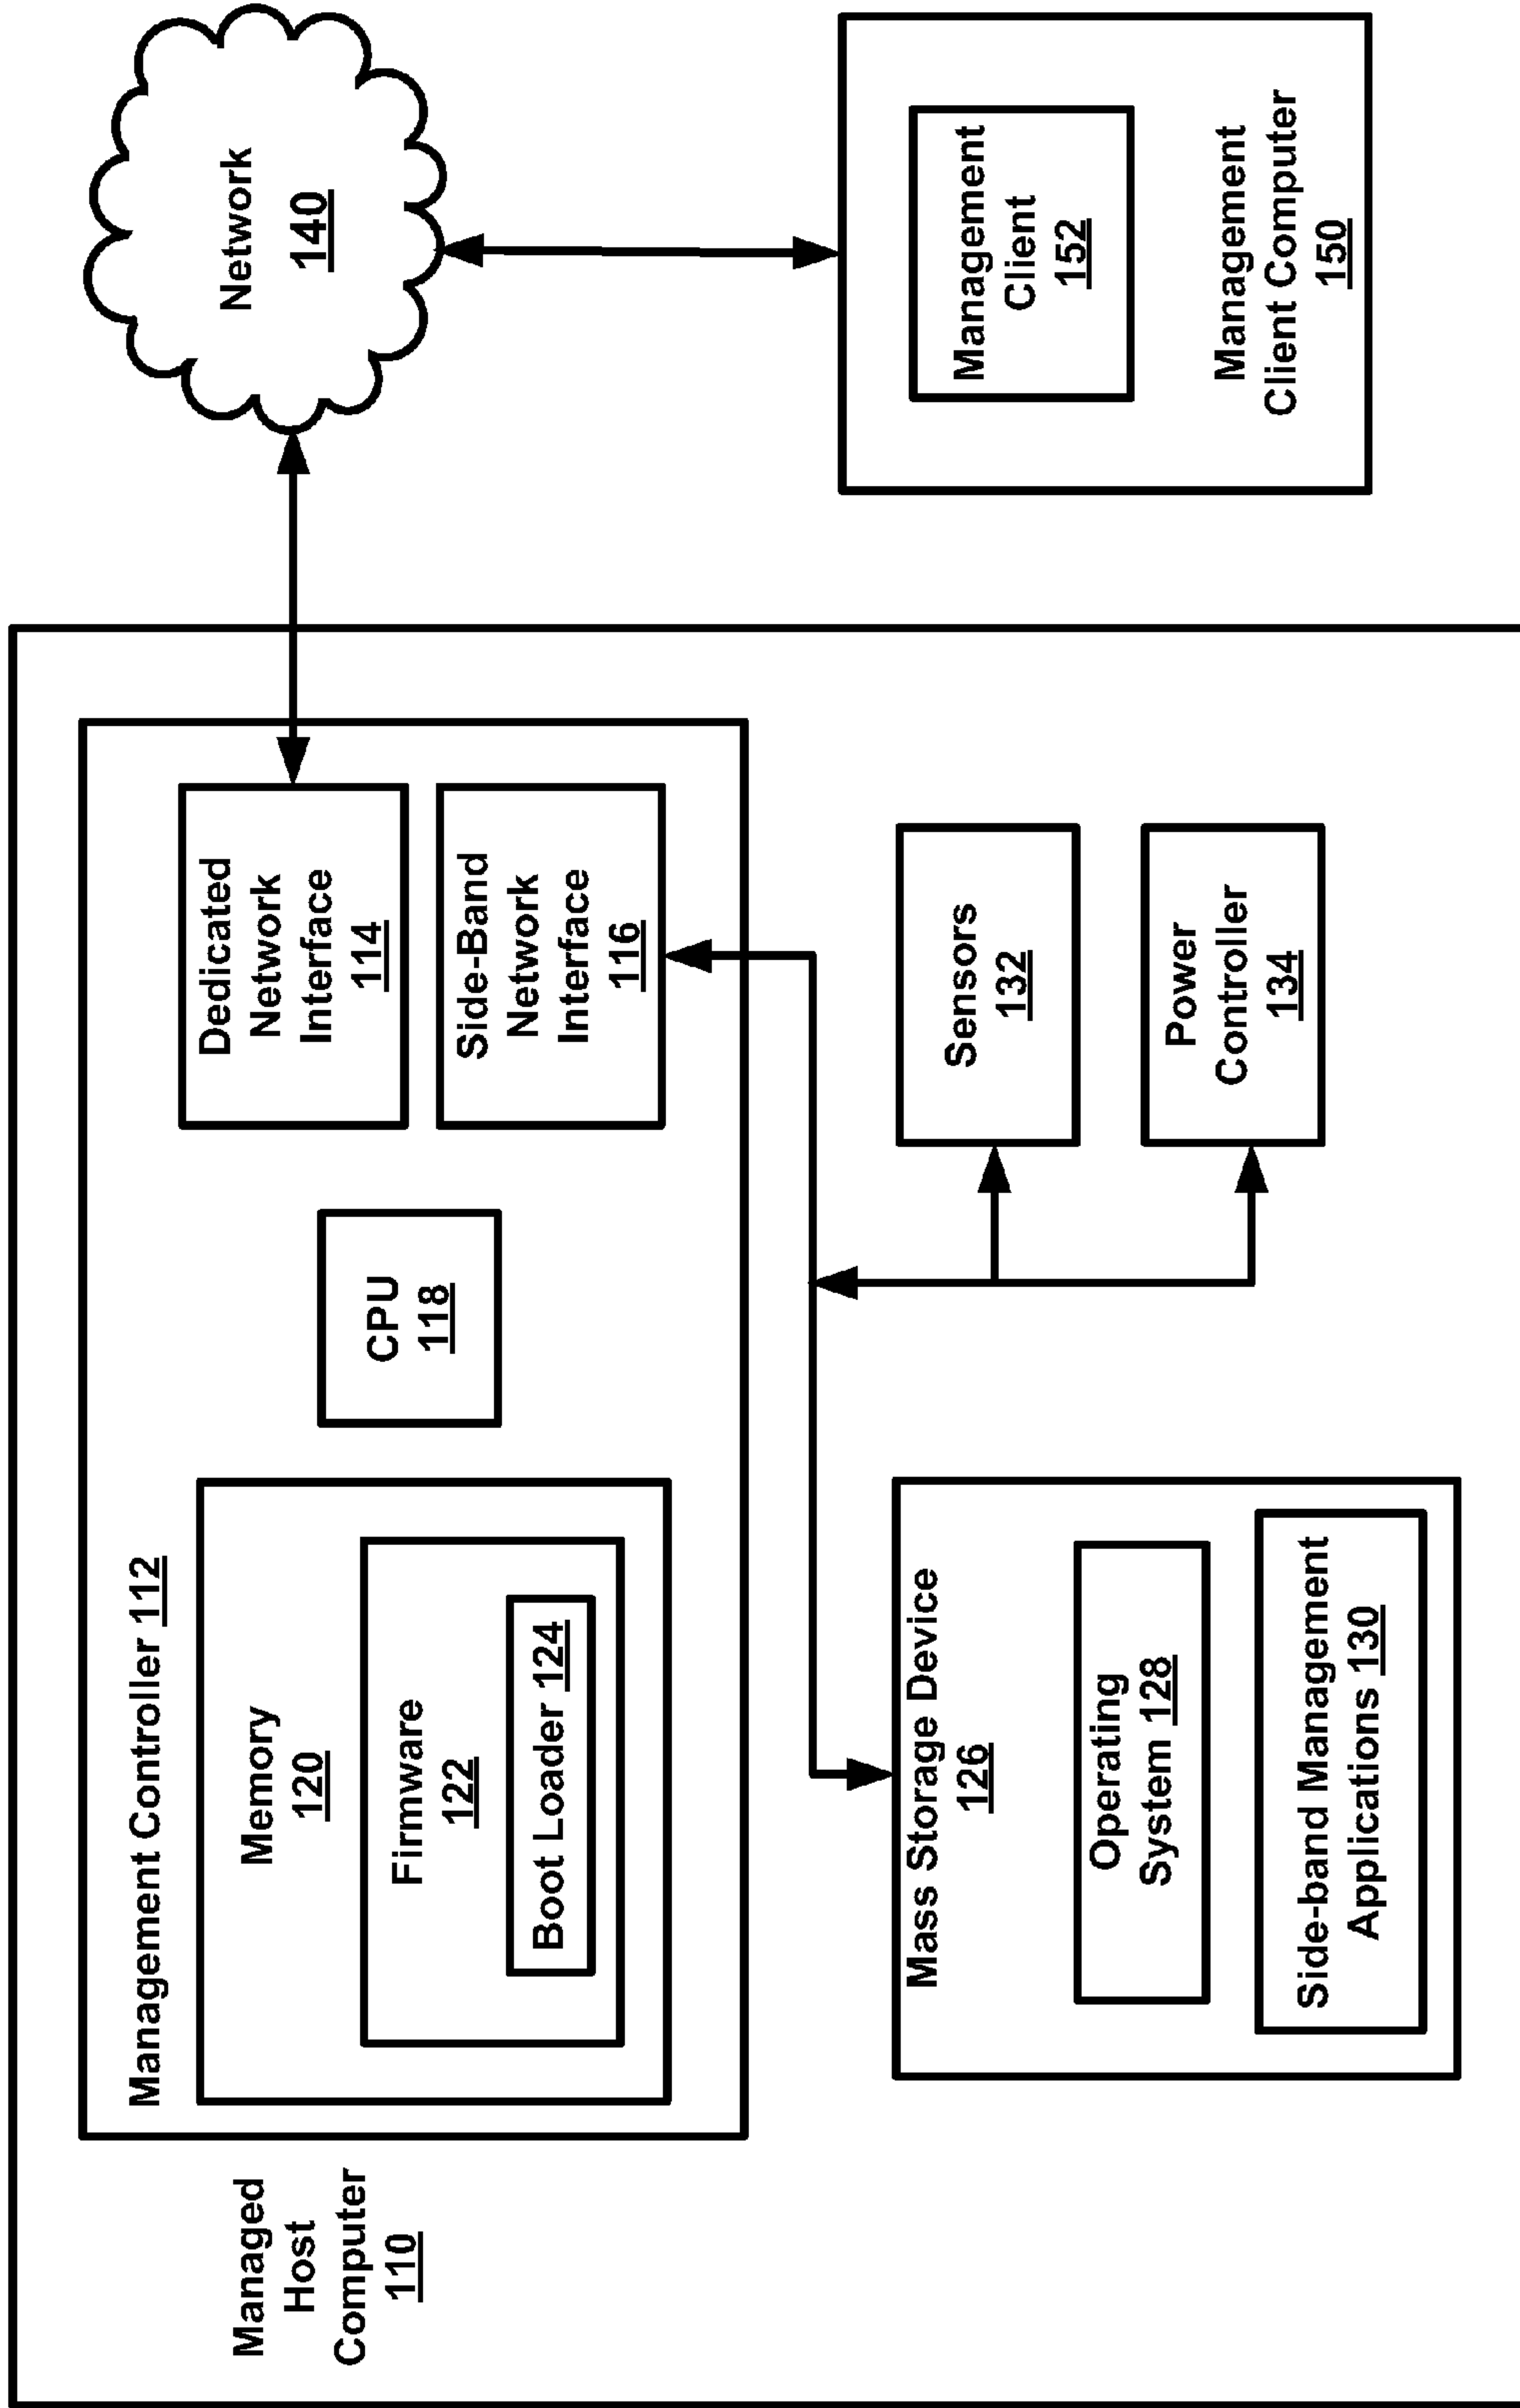 Managed
Host
Computer
110
Management Controller 112
Memory
120
Firmware
122
Boot Loader 124
CPU
118
Dedicated
Network
Interface
114
Side-Band
Network
Interface
116
Network
140
Mass Storage Device
126
Operating
System 128
Side-band Management
Applications 130
Sensors
132
Power
Controller
134
Management
Client
152
Management
Client Computer
150